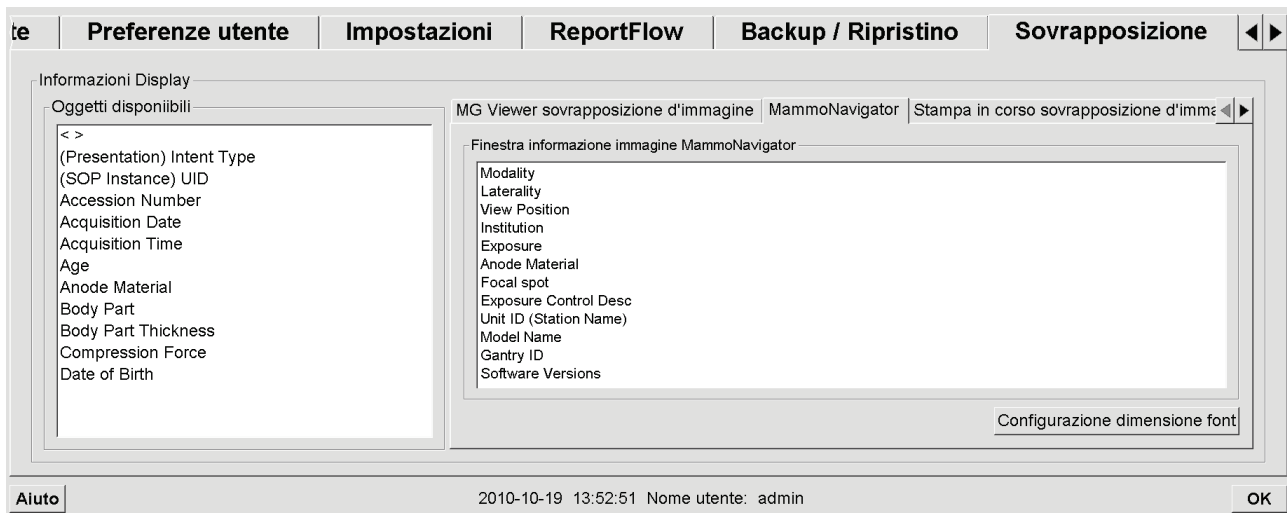 te Preferenze utente Impostazioni ReportFlow Backup / Ripristino Sovrapposizione
Informazioni Display
Oggetti disponiibili
< >
(Presentation) Intent Type
(SOP Instance) UID
Accession Number
Acquisition Date
Acquisition Time
Age
Anode Material
Body Part
Body Part Thickness
Compression Force
Date of Birth
MG Viewer sovrapposizione d'immagine MammoNavigator Stampa in corso sovrapposizione d'imma
Finestra informazione immagine MammoNavigator
Modality
Laterality
View Position
Institution
Exposure
Anode Material
Focal spot
Exposure Control Desc
Unit ID (Station Name)
Model Name
Gantry ID
Software Versions
Configurazione dimensione font
Aiuto 2010-10-19 13:52:51 Nome utente: admin OK